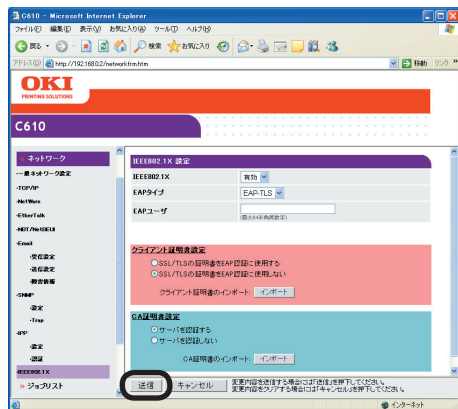 C610 - Microsoft Internet Explorer
ファイル(F) 編集(E) 表示(V) お気に入り(A) ツール(T) ヘルプ(H)
戻る 検索 お気に入り
アドレス(D) http://192.168.0.2/networkfrm.htm 移動 リンク
OKI
PRINTING SOLUTIONS
C610
ネットワーク
一般ネットワーク設定
-TCP/IP
-NetWare
-EtherTalk
-NBT/NetBEUI
-Email
-受信設定
-送信設定
-障害情報
-SNMP
-設定
-Trap
-IPP
-設定
-認証
-IEEE802.1X
» ジョブリスト
IEEE802.1X 設定
IEEE802.1X 有効
EAPタイプ EAP-TLS
EAPユーザ
(最大64半角英数字)
クライアント証明書設定
SSL/TLSの証明書をEAP認証に使用する
SSL/TLSの証明書をEAP認証に使用しない
クライアント証明書のインポート: インポート
CA証明書設定
サーバを認証する
サーバを認証しない
CA証明書のインポート: インポート
送信 キャンセル
変更内容を送信する場合には「送信」を押下してください。
変更内容をクリアする場合には「キャンセル」を押下してください。
インターネット